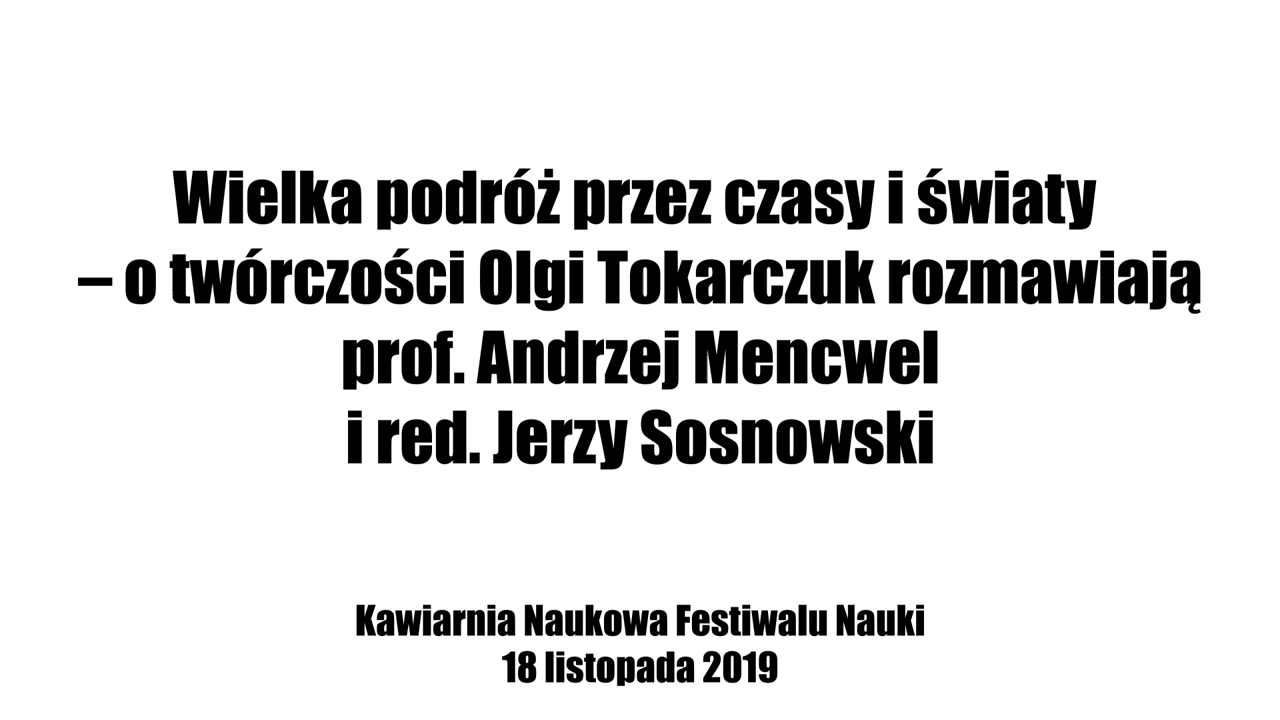 Wielka podróż przez czasy i światy
– o twórczości Olgi Tokarczuk rozmawiają
prof. Andrzej Mencwel
i red. Jerzy Sosnowski
Kawiarnia Naukowa Festiwalu Nauki
18 listopada 2019